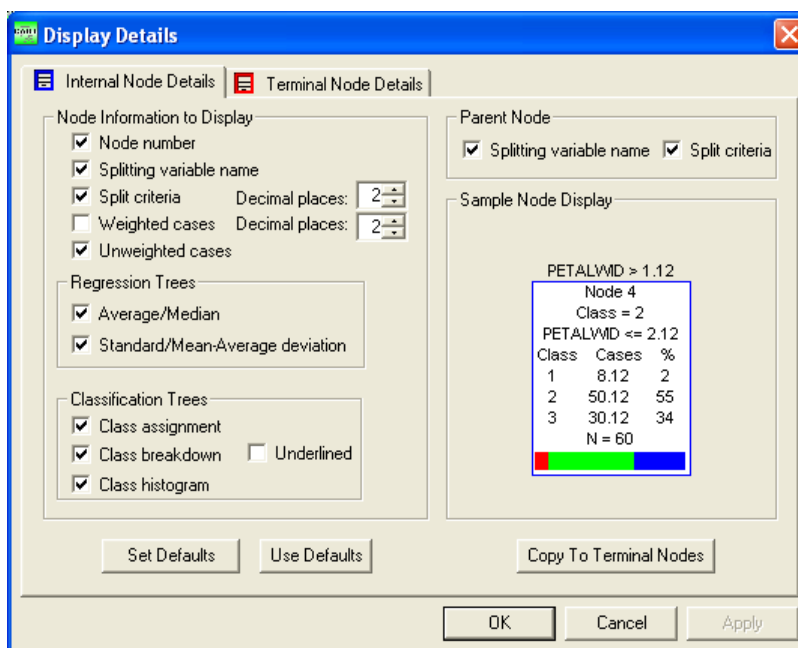 Display Details
Internal Node Details
Terminal Node Details
Node Information to Display
Node number
Splitting variable name
Split criteria Decimal places: 2
Weighted cases Decimal places: 2
Unweighted cases
Regression Trees
Average/Median
Standard/Mean-Average deviation
Classification Trees
Class assignment
Class breakdown Underlined
Class histogram
Set Defaults
Use Defaults
Parent Node
Splitting variable name Split criteria
Sample Node Display
PETALWID > 1.12
Node 4
Class = 2
PETALWID <= 2.12
Class Cases %
1 8.12 2
2 50.12 55
3 30.12 34
N = 60
Copy To Terminal Nodes
OK
Cancel
Apply